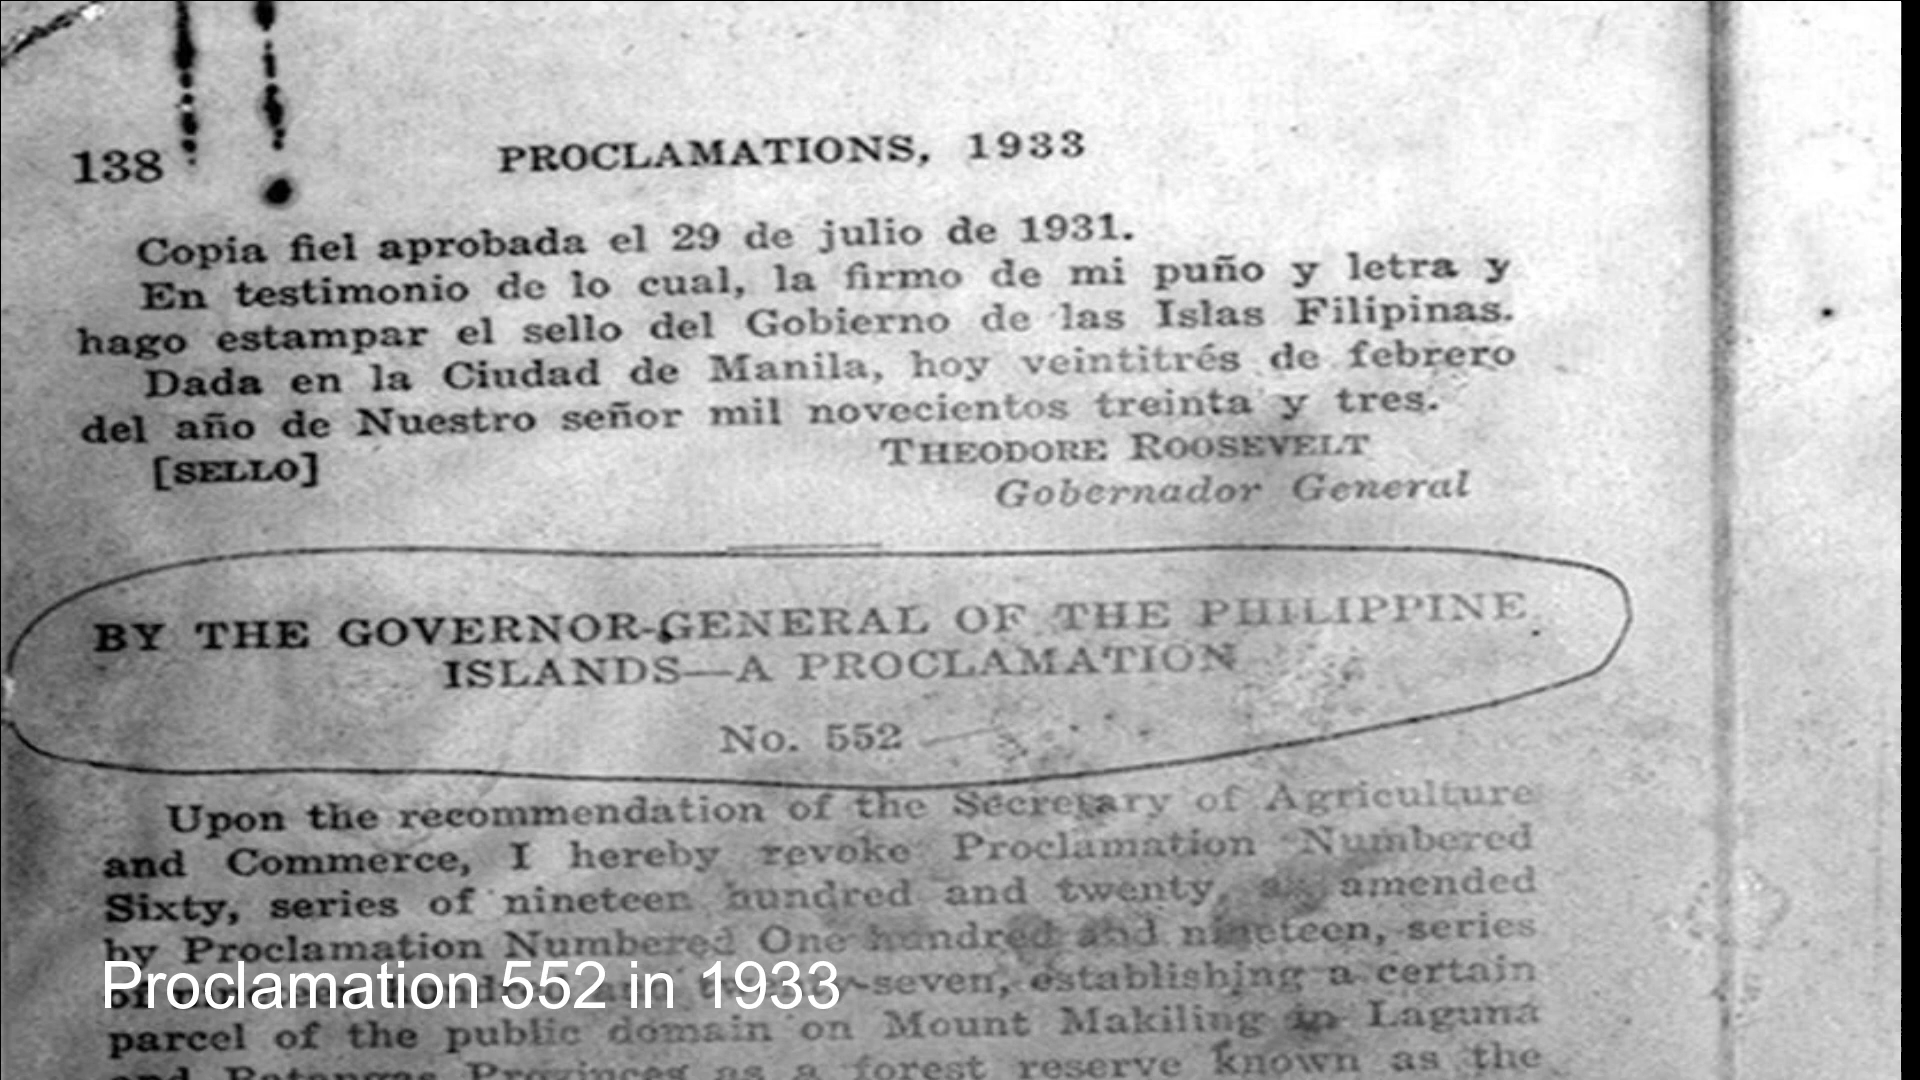 138 PROCLAMATIONS, 1933
Copia fiel aprobada el 29 de julio de 1931.
En testimonio de lo cual, la firmo de mi puño y letra y
hago estampar el sello del Gobierno de las Islas Filipinas.
Dada en la Ciudad de Manila, hoy veintitrés de febrero
del año de Nuestro señor mil novecientos treinta y tres.
[SELLO] THEODORE ROOSEVELT
Gobernador General
BY THE GOVERNOR-GENERAL OF THE PHILIPPINE
ISLANDS—A PROCLAMATION
No. 552
Upon the recommendation of the Secretary of Agriculture
and Commerce, I hereby revoke Proclamation Numbered
Sixty, series of nineteen hundred and twenty, as amended
by Proclamation Numbered One hundred and nineteen, series
-seven, establishing a certain
Proclamation 552 in 1933
parcel of the public domain on Mount Makiling in Laguna
and Batangas Provinces as a forest reserve known as the